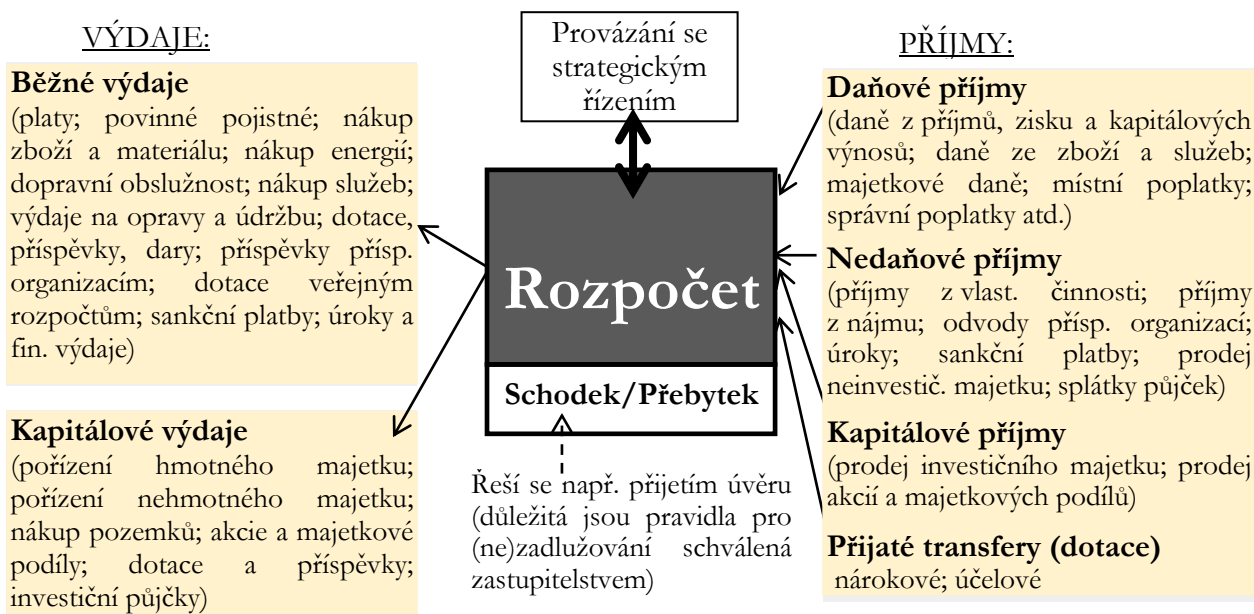 VÝDAJE:
Běžné výdaje
(platy; povinné pojistné; nákup
zboží a materiálu; nákup energií;
dopravní obslužnost; nákup služeb;
výdaje na opravy a údržbu; dotace,
příspěvky, dary; příspěvky přísp.
organizacím; dotace veřejným
rozpočtům; sankční platby; úroky a
fin. výdaje)
Kapitálové výdaje
(pořízení hmotného majetku;
pořízení nehmotného majetku;
nákup pozemků; akcie a majetkové
podíly; dotace a příspěvky;
investiční půjčky)
Provázání se
strategickým
řízením
Rozpočet
Schodek/Přebytek
Řeší se např. přijetím úvěru
(důležitá jsou pravidla pro
(ne)zadlužování schválená
zastupitelstvem)
PŘÍJMY:
Daňové příjmy
(daně z příjmů, zisku a kapitálových
výnosů; daně ze zboží a služeb;
majetkové daně; místní poplatky;
správní poplatky atd.)
Nedaňové příjmy
(příjmy z vlast. činnosti; příjmy
z nájmu; odvody přísp. organizací;
úroky; sankční platby; prodej
neinvestič. majetku; splátky půjček)
Kapitálové příjmy
(prodej investičního majetku; prodej
akcií a majetkových podílů)
Přijaté transfery (dotace)
nárokové; účelové